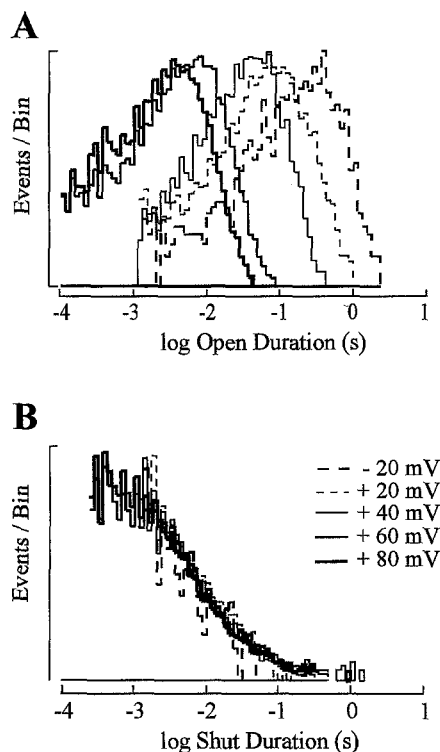 A
Events / Bin
-4 -3 -2 -1 0 1
log Open Duration (s)
B
Events / Bin
- 20 mV
+ 20 mV
+ 40 mV
+ 60 mV
+ 80 mV
-4 -3 -2 -1 0 1
log Shut Duration (s)